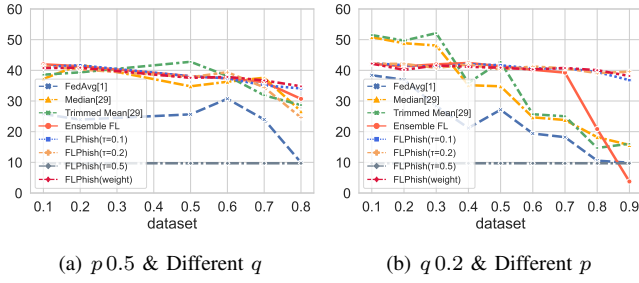 60
50
40
30
20
10
0
FedAvg[1]
Median[29]
Trimmed Mean[29]
Ensemble FL
FLPhish(τ=0.1)
FLPhish(τ=0.2)
FLPhish(τ=0.5)
FLPhish(weight)
0.1 0.2 0.3 0.4 0.5 0.6 0.7 0.8
dataset
(a) p 0.5 & Different q
60
50
40
30
20
10
0
FedAvg[1]
Median[29]
Trimmed Mean[29]
Ensemble FL
FLPhish(τ=0.1)
FLPhish(τ=0.2)
FLPhish(τ=0.5)
FLPhish(weight)
0.1 0.2 0.3 0.4 0.5 0.6 0.7 0.8 0.9
dataset
(b) q 0.2 & Different p